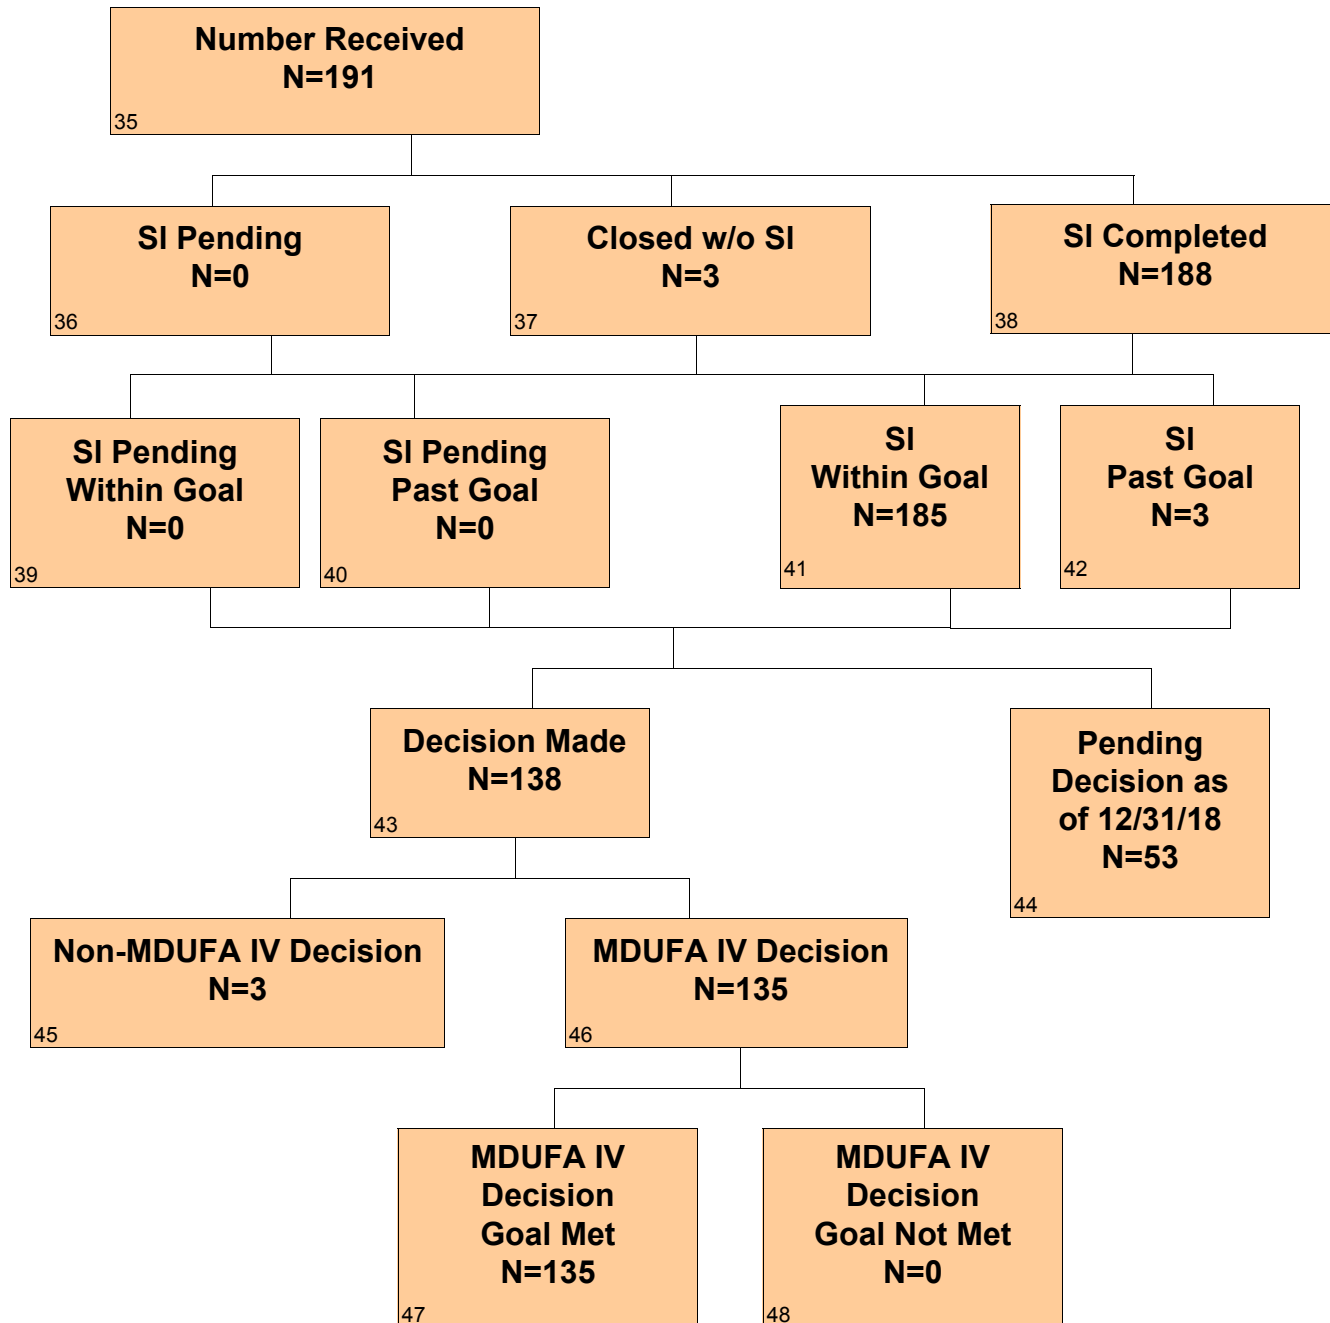 Number Received
N=191
35
SI Pending
N=0
36
Closed w/o SI
N=3
37
SI Completed
N=188
38
SI Pending
Within Goal
N=0
39
SI Pending
Past Goal
N=0
40
SI
Within Goal
N=185
41
SI
Past Goal
N=3
42
Decision Made
N=138
43
Pending
Decision as
of 12/31/18
N=53
44
Non-MDUFA IV Decision
N=3
45
MDUFA IV Decision
N=135
46
MDUFA IV
Decision
Goal Met
N=135
47
MDUFA IV
Decision
Goal Not Met
N=0
48